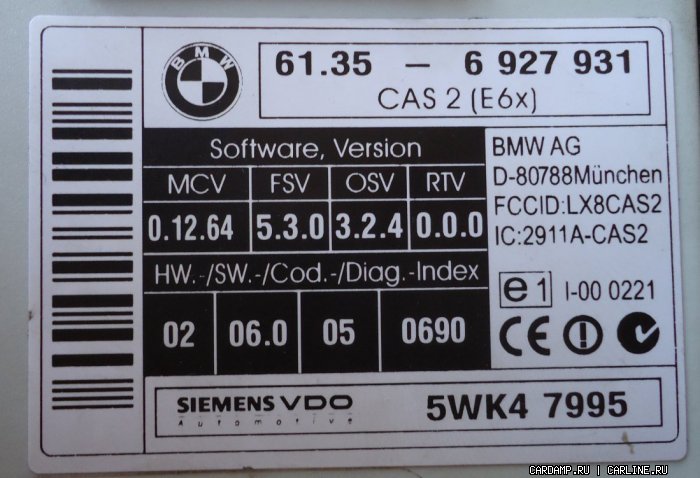 BMW
61.35 – 6 927 931
CAS 2 (E6x)
Software, Version
MCV FSV OSV RTV
0.12.64 5.3.0 3.2.4 0.0.0
HW.-/SW.-/Cod.-/Diag.-Index
02 06.0 05 0690
BMW AG
D-80788München
FCCID:LX8CAS2
IC:2911A-CAS2
e1 I-00 0221
CE
SIEMENS VDO
Automotive
5WK4 7995
CARDAMP.RU | CARLINE.RU